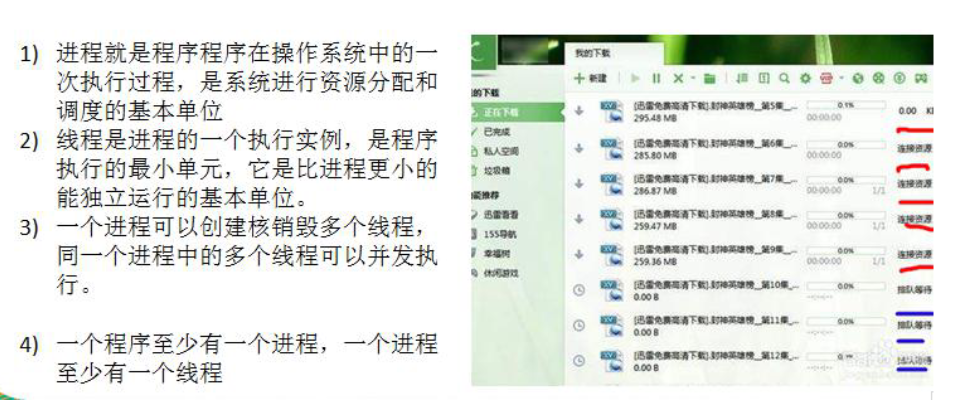 1) 进程就是程序程序在操作系统中的一
次执行过程，是系统进行资源分配和
调度的基本单位
2) 线程是进程的一个执行实例，是程序
执行的最小单元，它是比进程更小的
能独立运行的基本单位。
3) 一个进程可以创建核销毁多个线程，
同一个进程中的多个线程可以并发执
行。
4) 一个程序至少有一个进程，一个进程
至少有一个线程
我的下载
新建
的下载
正在下载
已完成
私人空间
垃圾箱
能推荐
迅雷看看
155导航
幸福树
休闲游戏
[迅雷免费高清下载].封神英雄榜__第5集_... 0.1% 0.00
295.48 MB 00:00:00
[迅雷免费高清下载].封神英雄榜__第6集_... 0.0% 连接资源
285.80 MB 00:00:00
[迅雷免费高清下载].封神英雄榜__第7集_... 0.0% 连接资源
286.87 MB 00:00:00 1/1
[迅雷免费高清下载].封神英雄榜__第8集_... 0.0% 连接资源
259.47 MB 00:00:00 1/1
[迅雷免费高清下载].封神英雄榜__第9集_... 0.0% 连接资源
259.36 MB 00:00:00 1/1
[迅雷免费高清下载].封神英雄榜__第10集_... 0.0% 排队等待
0.00 B --:--:--
[迅雷免费高清下载].封神英雄榜__第11集_... 0.0% 排队等待
0.00 B --:--:--
[迅雷免费高清下载].封神英雄榜__第12集_... 排队等待
0.00 B --:--:--